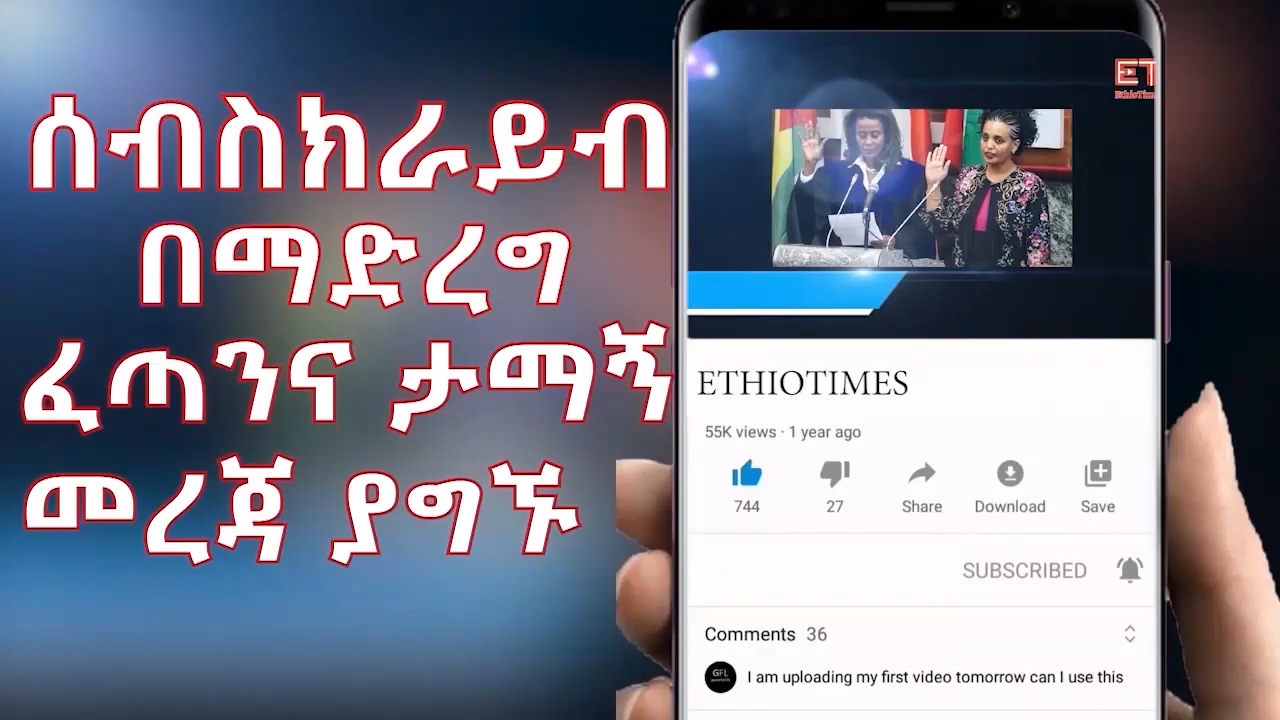 ሰብስክራይብ
በማድረግ
ፈጣንና ታማኝ
መረጃ ያግኙ
ET
ETHIOTIMES
55K views · 1 year ago
744 27 Share Download Save
SUBSCRIBED
Comments 36
GFL
I am uploading my first video tomorrow can I use this